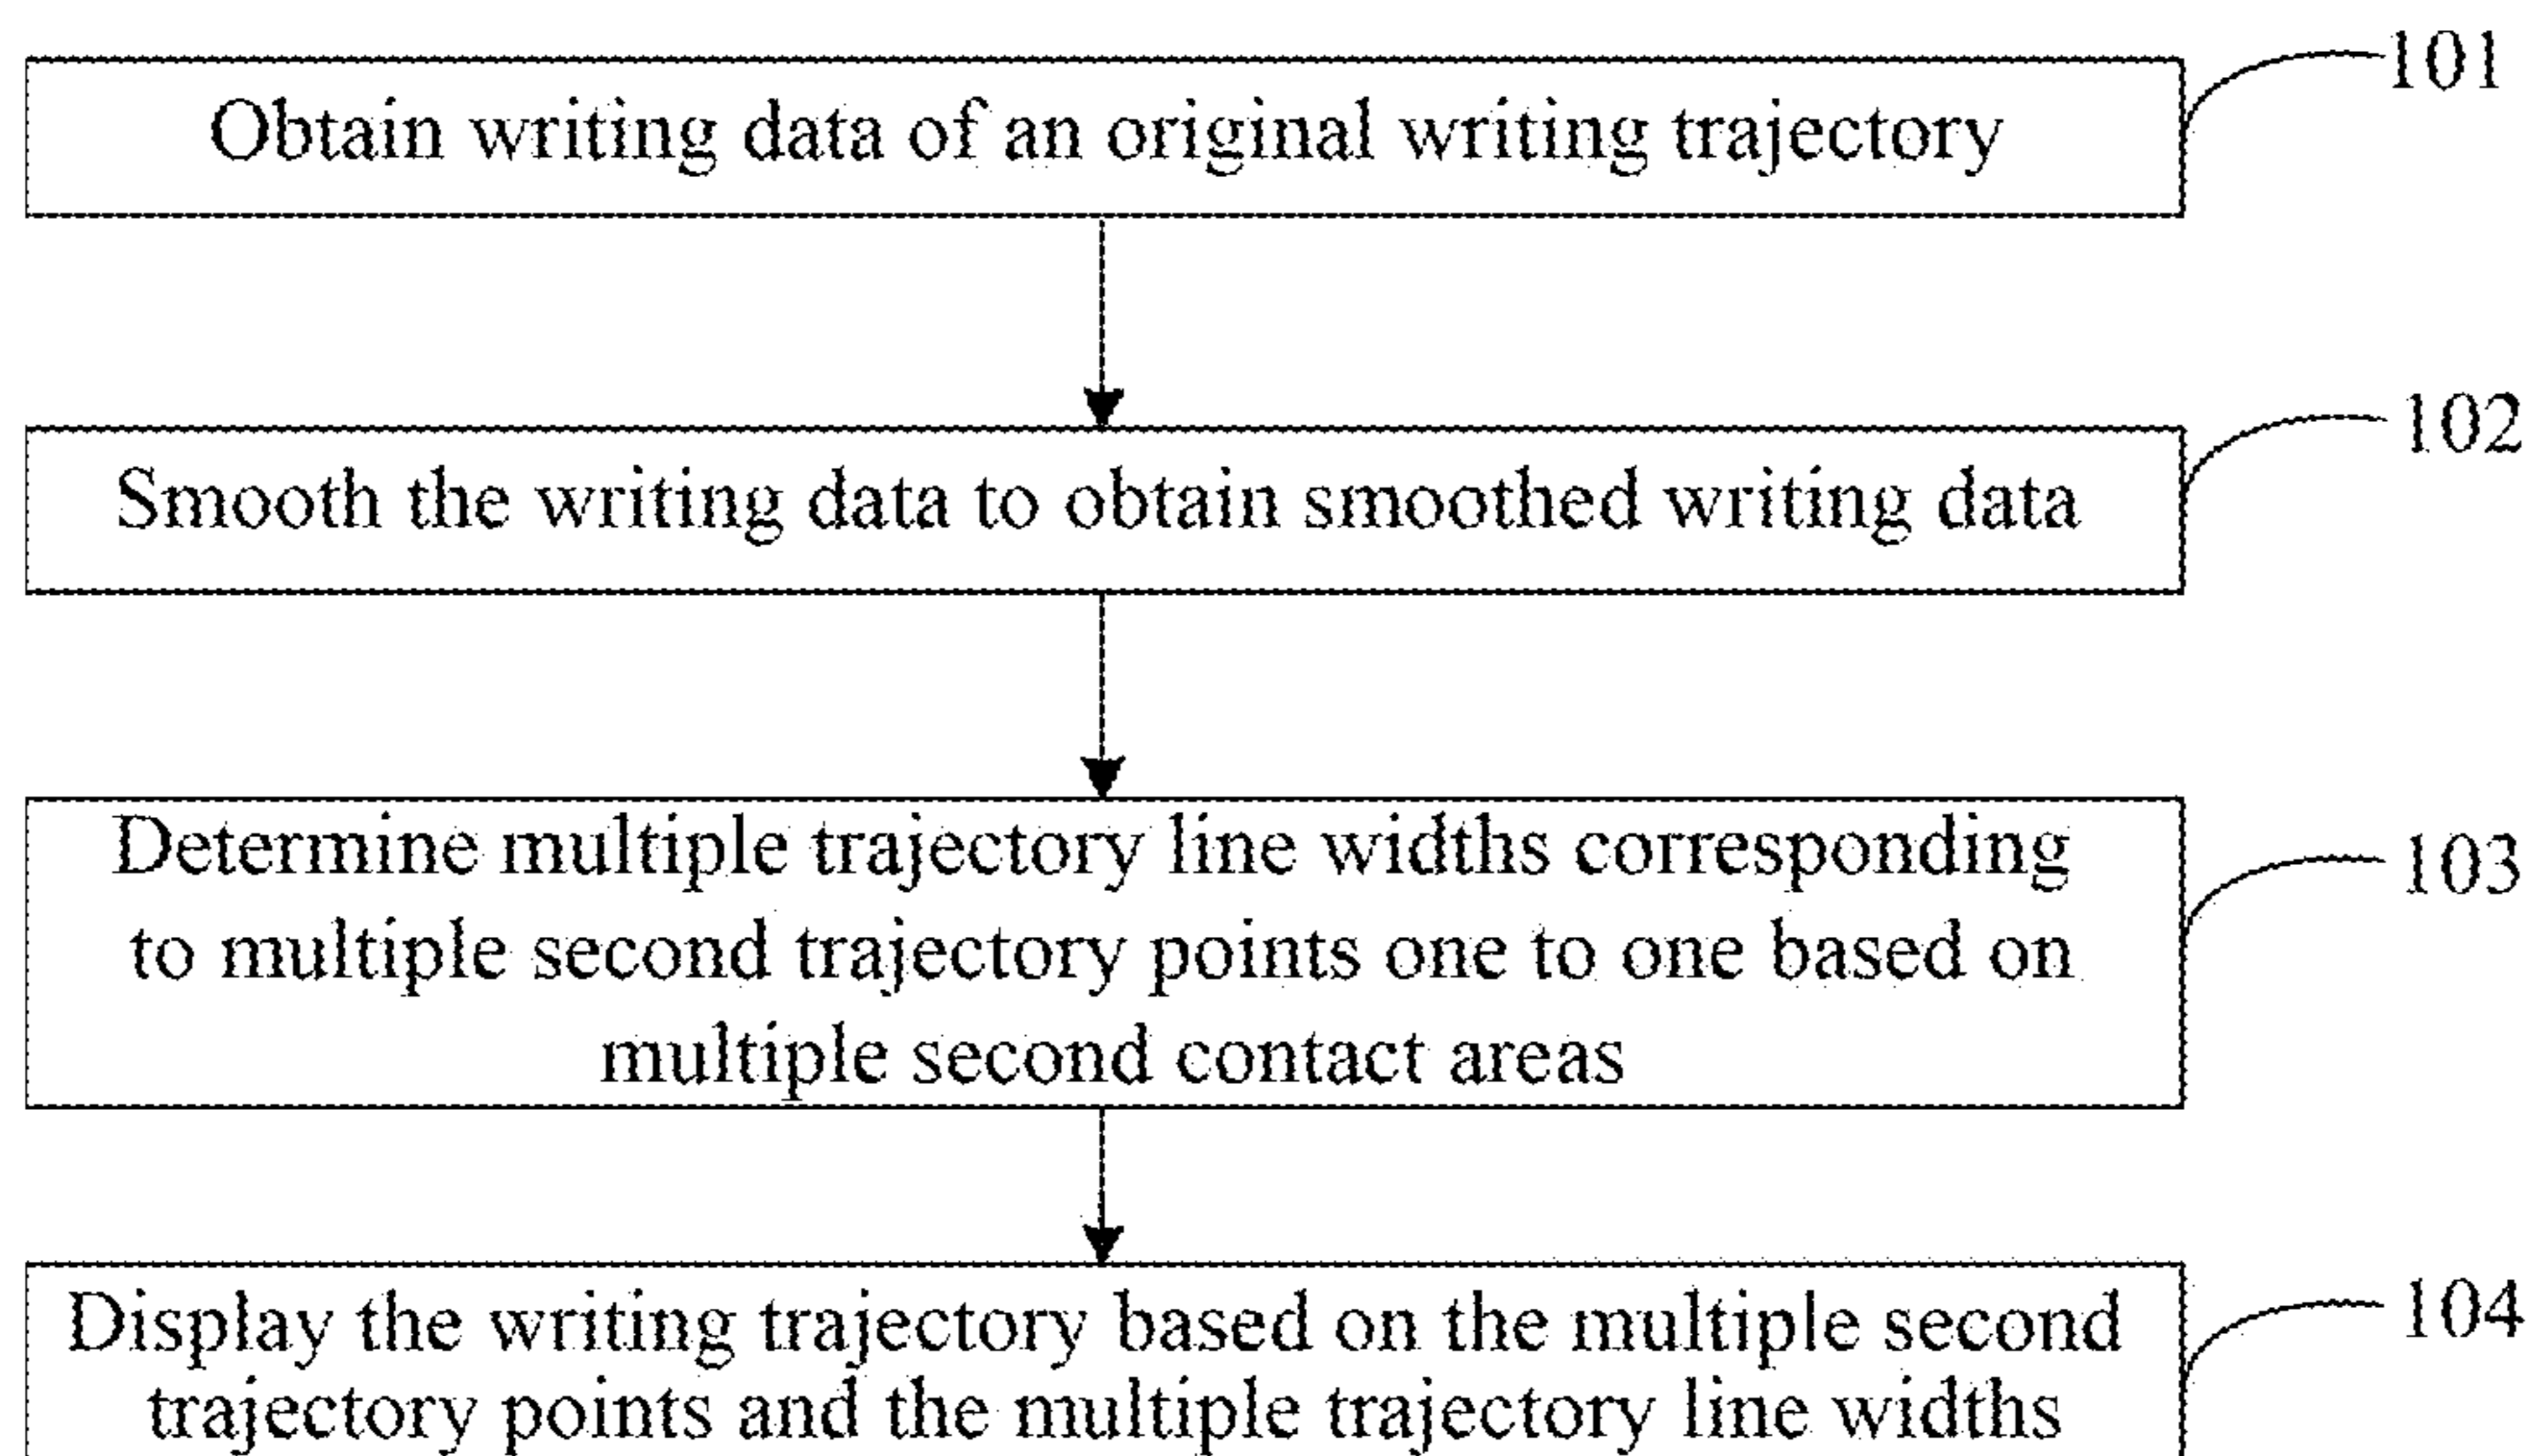 101
Obtain writing data of an original writing trajectory
102
Smooth the writing data to obtain smoothed writing data
Determine multiple trajectory line widths corresponding
103
to multiple second trajectory points one to one based on
multiple second contact areas
Display the writing trajectory based on the multiple second
104
trajectory points and the multiple trajectory line widths